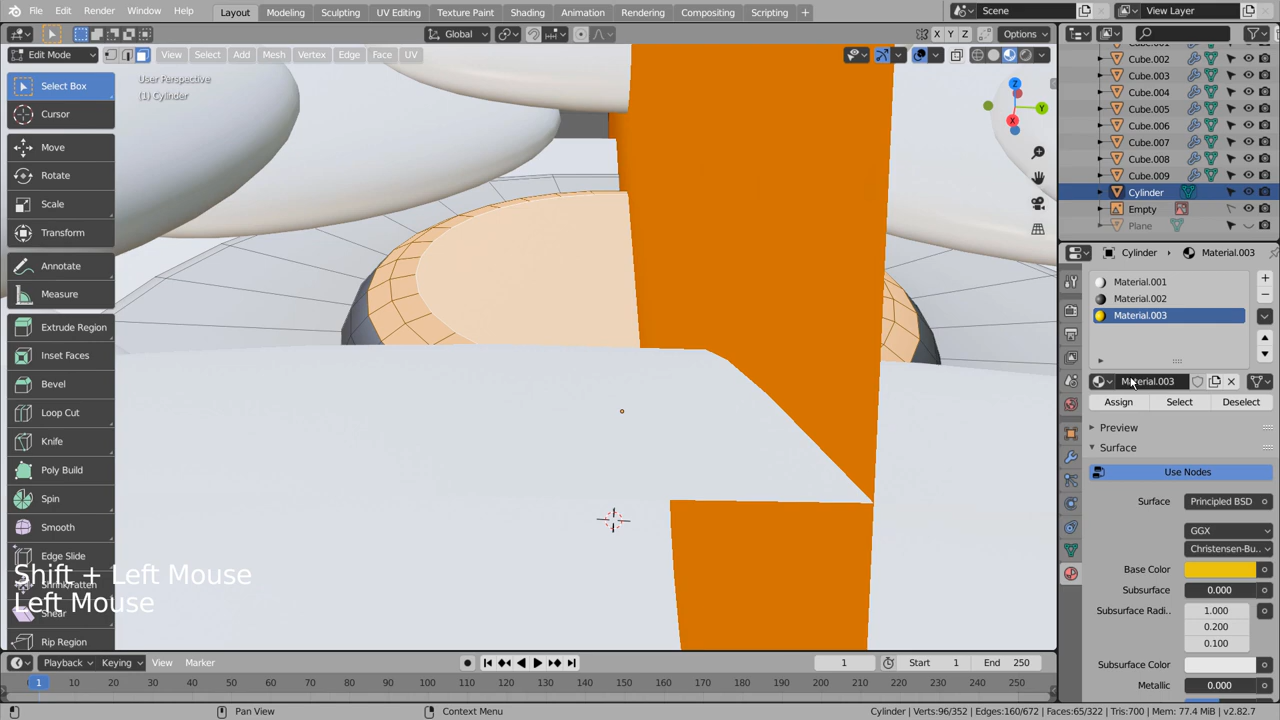 File Edit Render Window Help Layout Modeling Sculpting UV Editing Texture Paint Shading Animation Rendering Compositing Scripting + Scene View Layer
Global X Y Z Options
Edit Mode View Select Add Mesh Vertex Edge Face UV
User Perspective
(1) Cylinder
Select Box
Cursor
Move
Rotate
Scale
Transform
Annotate
Measure
Extrude Region
Inset Faces
Bevel
Loop Cut
Knife
Poly Build
Spin
Smooth
Edge Slide
Shrink/Fatten
Shear
Rip Region
Shift + Left Mouse
Left Mouse
Z
Y
X
Cube.002
Cube.003
Cube.004
Cube.005
Cube.006
Cube.007
Cube.008
Cube.009
Cylinder
Empty
Plane
Cylinder Material.003
Material.001
Material.002
Material.003
Material.003
Assign Select Deselect
Preview
Surface
Use Nodes
Surface Principled BSD
GGX
Christensen-Bu..
Base Color
Subsurface 0.000
Subsurface Radi.. 1.000
0.200
0.100
Subsurface Color
Metallic 0.000
Playback Keying View Marker 1 Start 1 End 250
1 10 20 30 40 50 60 70 80 90 100 110 120 130 140 150 160 170 180 190 200 210 220 230 240 250
Pan View Context Menu Cylinder | Verts:96/352 | Edges:160/672 | Faces:65/322 | Tris:700 | Mem: 77.4 MiB | v2.82.7